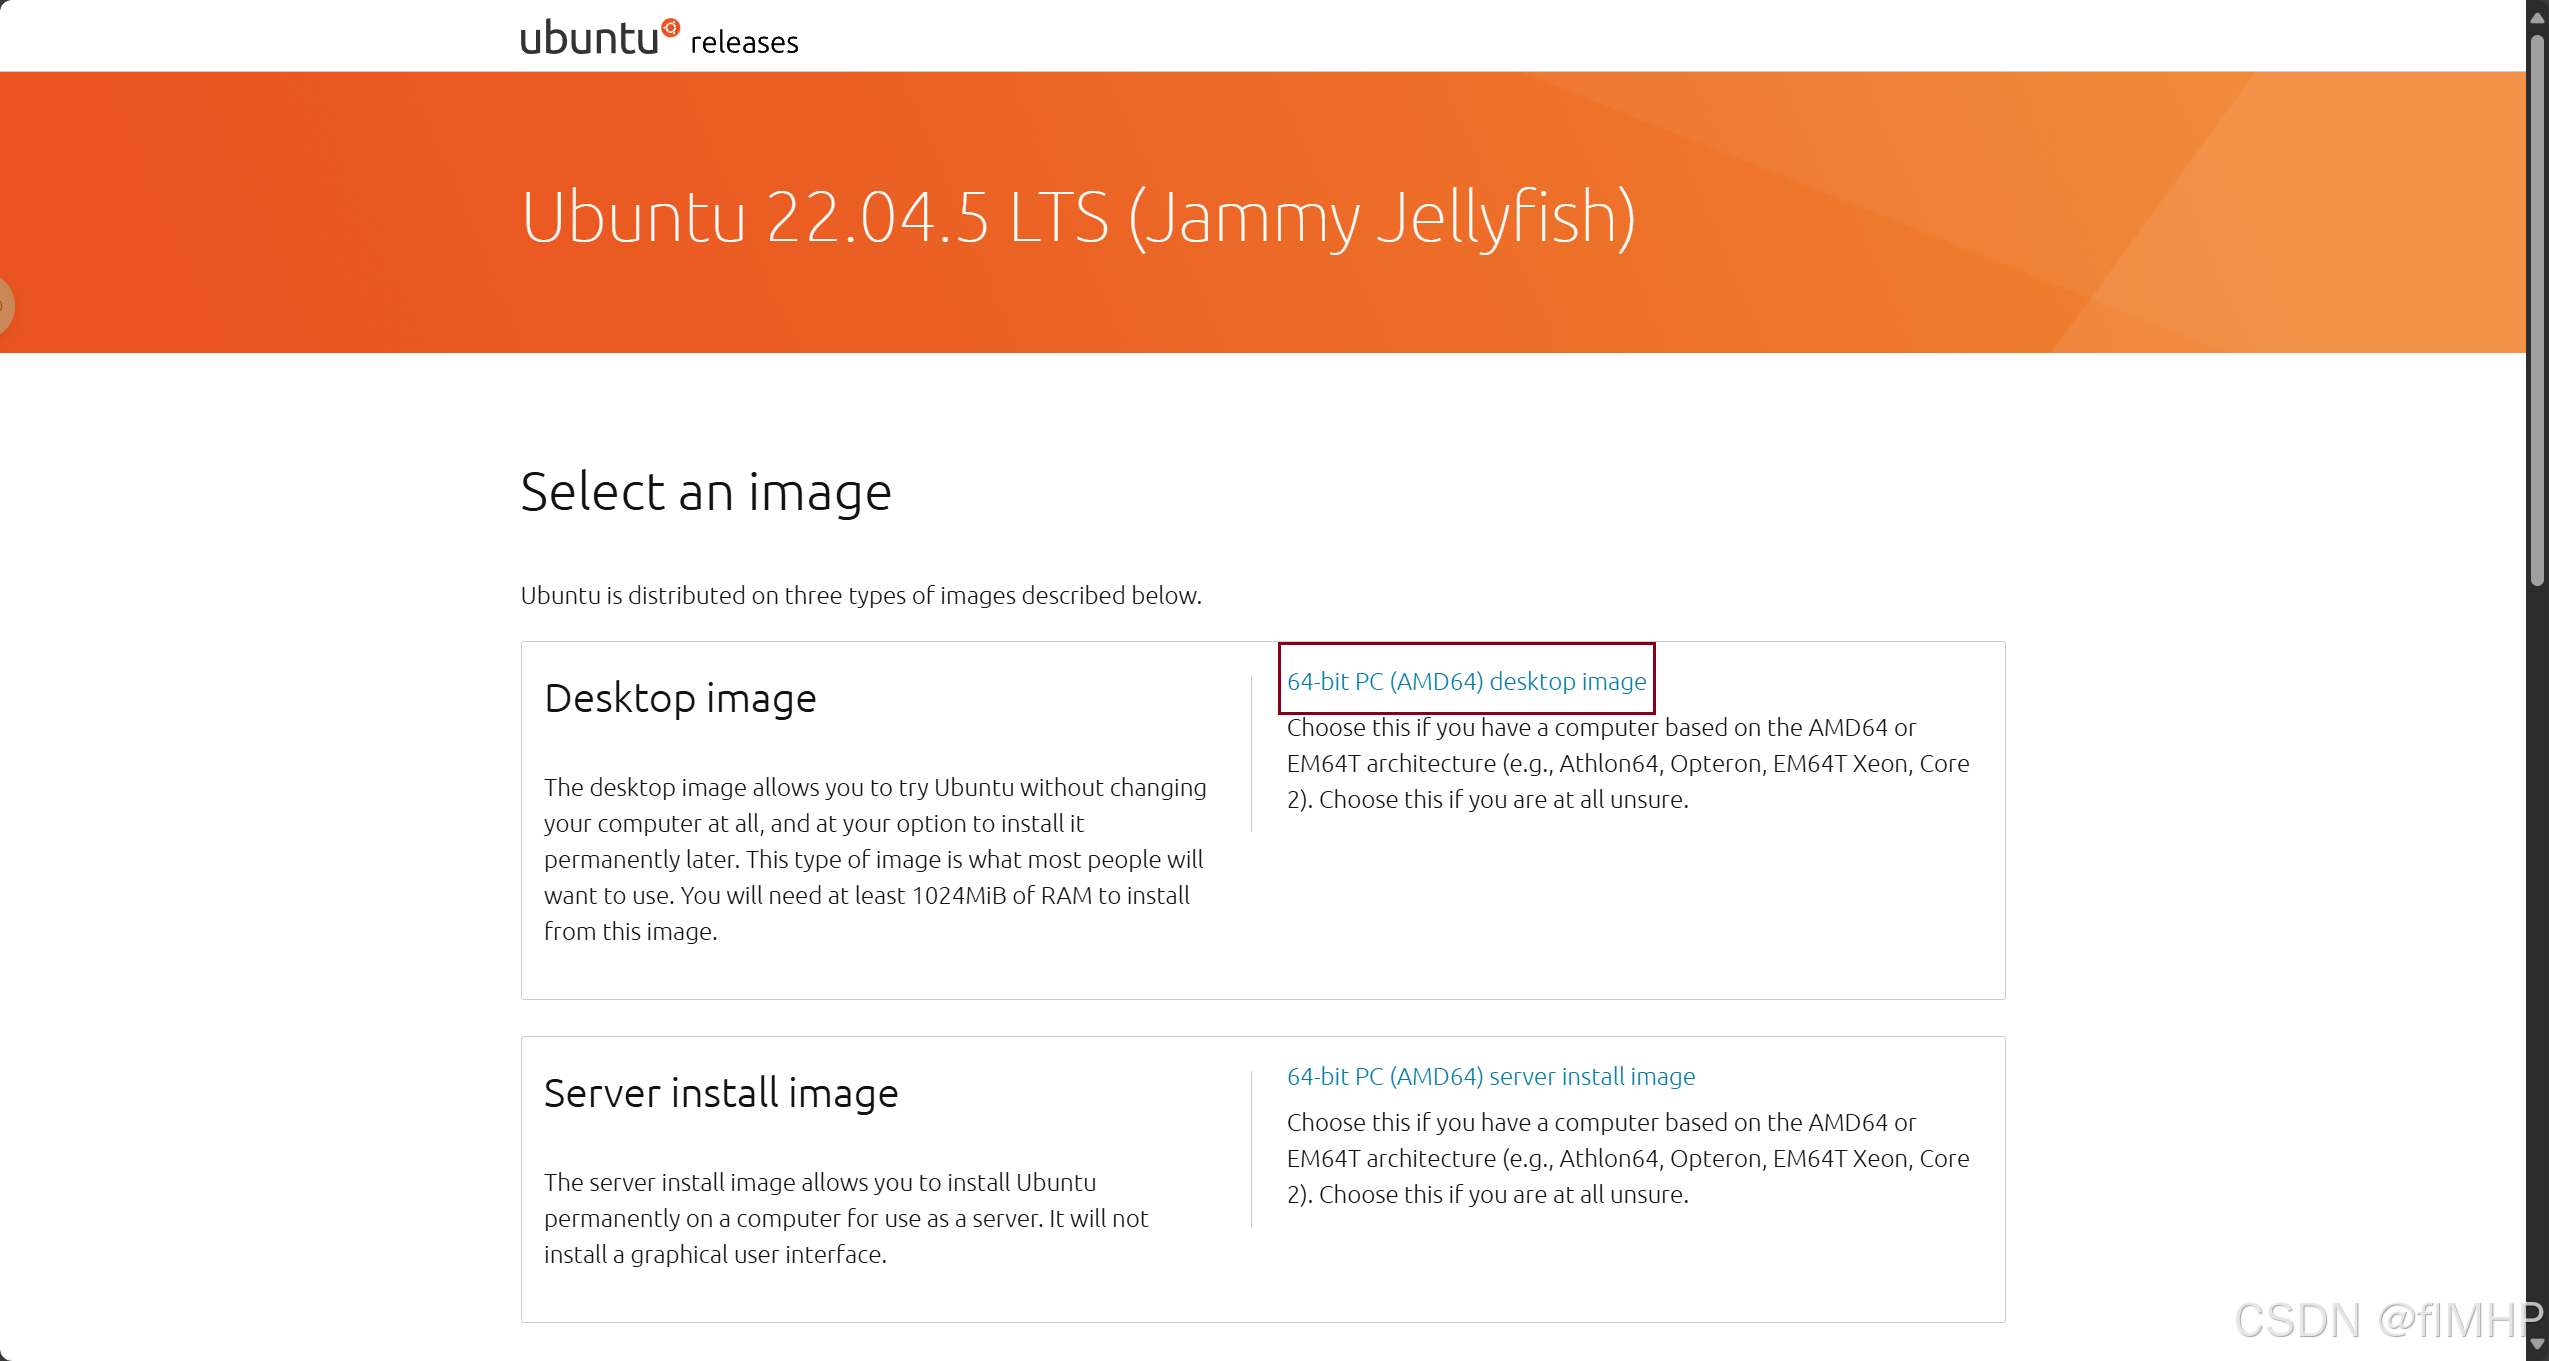 ubuntu releases
Ubuntu 22.04.5 LTS (Jammy Jellyfish)
Select an image
Ubuntu is distributed on three types of images described below.
Desktop image
The desktop image allows you to try Ubuntu without changing
your computer at all, and at your option to install it
permanently later. This type of image is what most people will
want to use. You will need at least 1024MiB of RAM to install
from this image.
64-bit PC (AMD64) desktop image
Choose this if you have a computer based on the AMD64 or
EM64T architecture (e.g., Athlon64, Opteron, EM64T Xeon, Core
2). Choose this if you are at all unsure.
Server install image
The server install image allows you to install Ubuntu
permanently on a computer for use as a server. It will not
install a graphical user interface.
64-bit PC (AMD64) server install image
Choose this if you have a computer based on the AMD64 or
EM64T architecture (e.g., Athlon64, Opteron, EM64T Xeon, Core
2). Choose this if you are at all unsure.
CSDN @flMHP